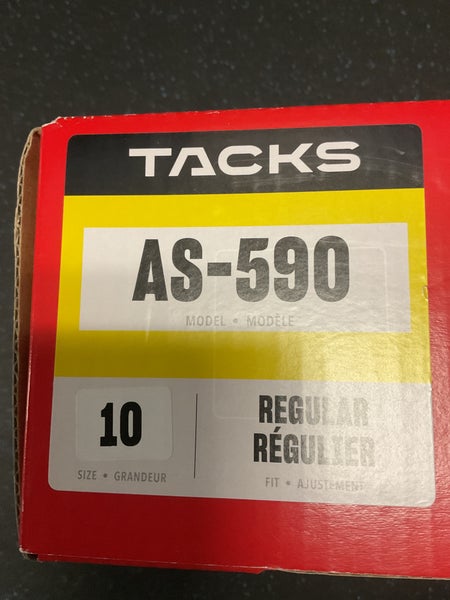 TACKS
AS-590
MODEL • MODÈLE
10
SIZE • GRANDEUR
REGULAR
RÉGULIER
FIT • AJUSTEMENT